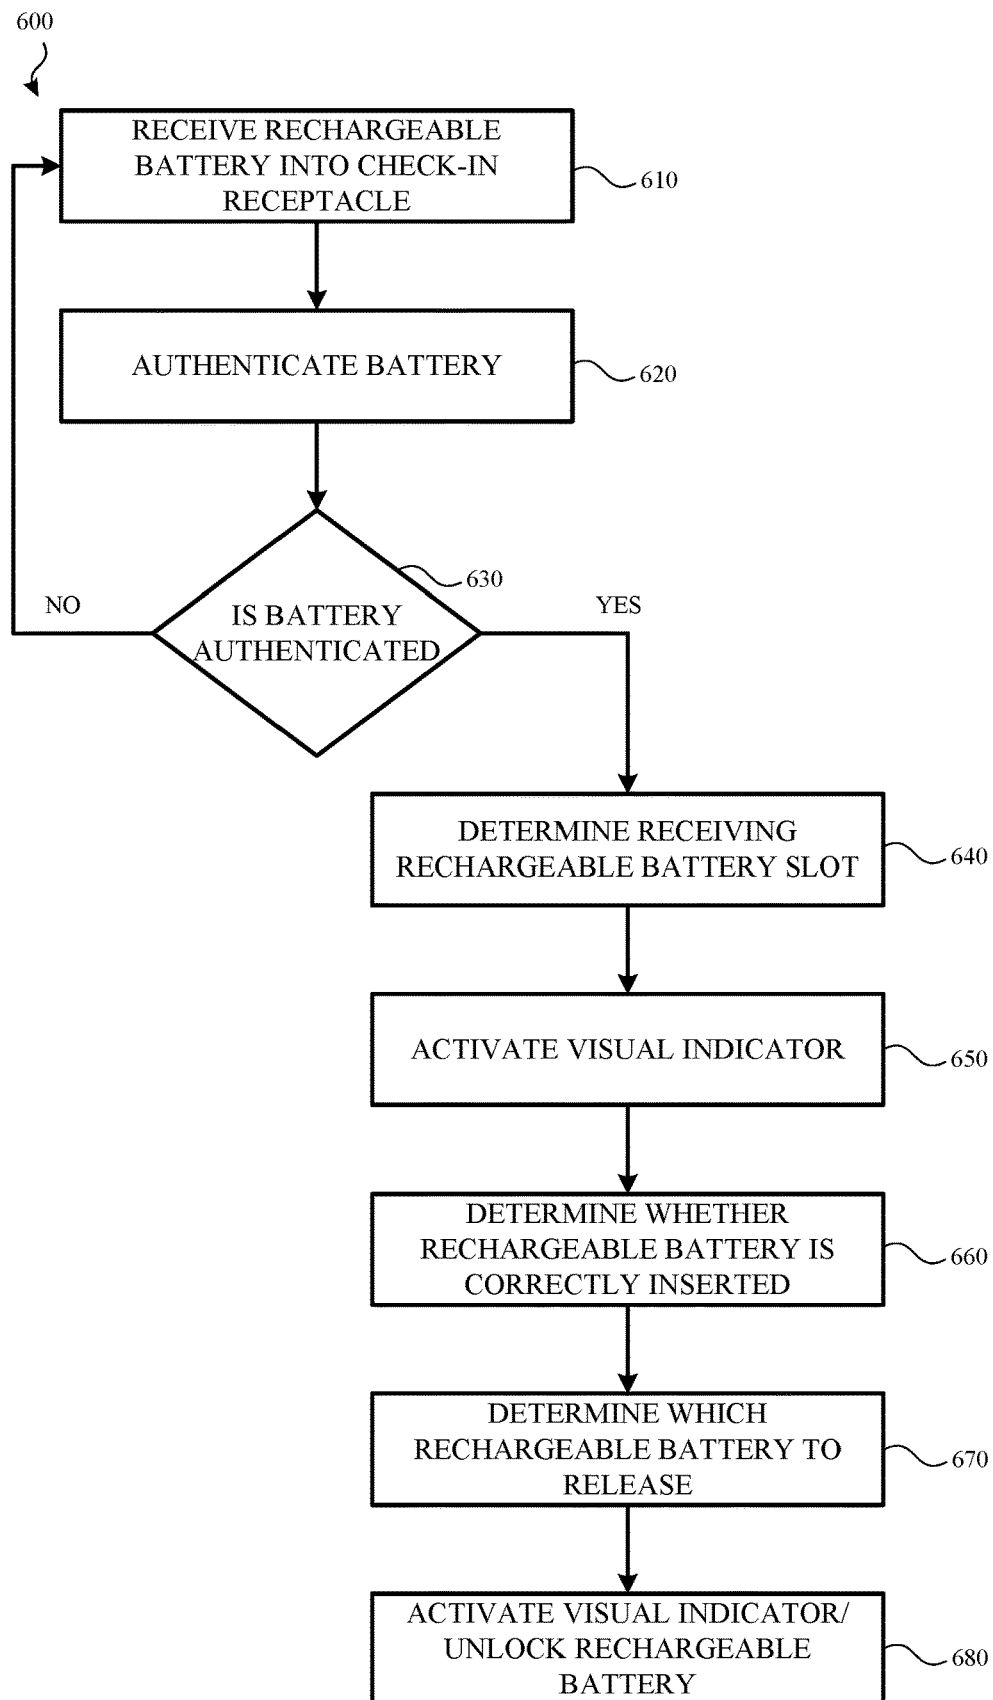 600
RECEIVE RECHARGEABLE
BATTERY INTO CHECK-IN
RECEPTACLE
610
AUTHENTICATE BATTERY
620
630
IS BATTERY
AUTHENTICATED
NO
YES
DETERMINE RECEIVING
RECHARGEABLE BATTERY SLOT
640
ACTIVATE VISUAL INDICATOR
650
DETERMINE WHETHER
RECHARGEABLE BATTERY IS
CORRECTLY INSERTED
660
DETERMINE WHICH
RECHARGEABLE BATTERY TO
RELEASE
670
ACTIVATE VISUAL INDICATOR/
UNLOCK RECHARGEABLE
BATTERY
680